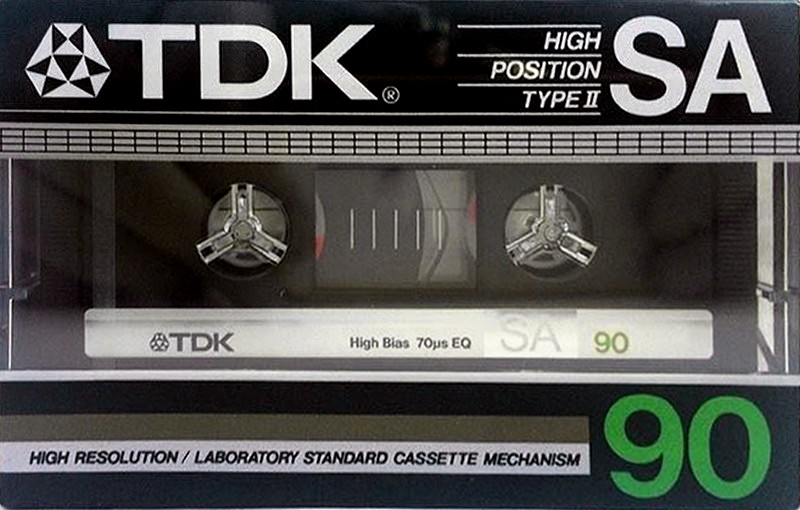 TDK®
HIGH
POSITION
TYPE II
SA
TDK High Bias 70µs EQ SA 90
90
HIGH RESOLUTION / LABORATORY STANDARD CASSETTE MECHANISM